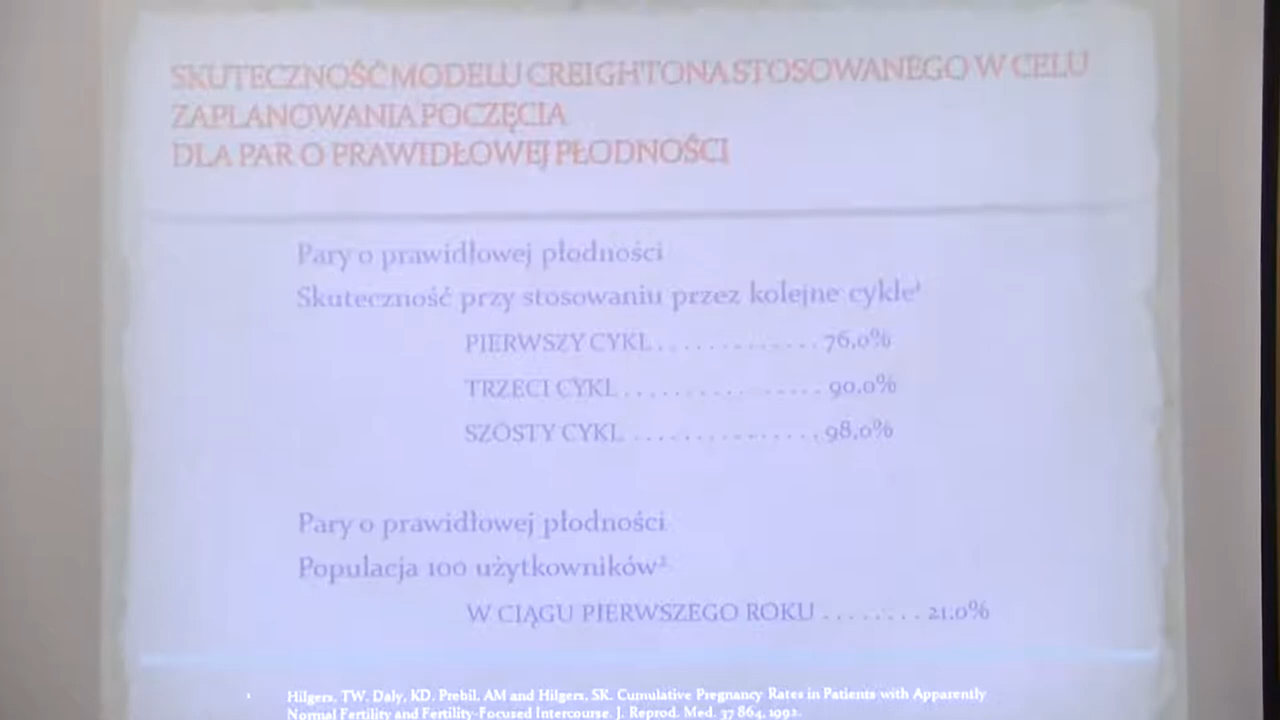 SKUTECZNOŚĆ MODELU CREIGHTONA STOSOWANEGO W CELU
ZAPLANOWANIA POCZĘCIA
DLA PAR O PRAWIDŁOWEJ PŁODNOŚCI
Pary o prawidłowej płodności
Skuteczność przy stosowaniu przez kolejne cykle¹
PIERWSZY CYKL . . . . . . . . . . . . . 76,0%
TRZECI CYKL . . . . . . . . . . . . . . . . 90,0%
SZÓSTY CYKL . . . . . . . . . . . . . . . 98,0%
Pary o prawidłowej płodności
Populacja 100 użytkowników²
W CIĄGU PIERWSZEGO ROKU . . . . . . . . 21,0%
¹ Hilgers, TW. Daly, KD. Prebil, AM and Hilgers, SK. Cumulative Pregnancy Rates in Patients with Apparently
Normal Fertility and Fertility-Focused Intercourse. J. Reprod. Med. 37 864, 1992.